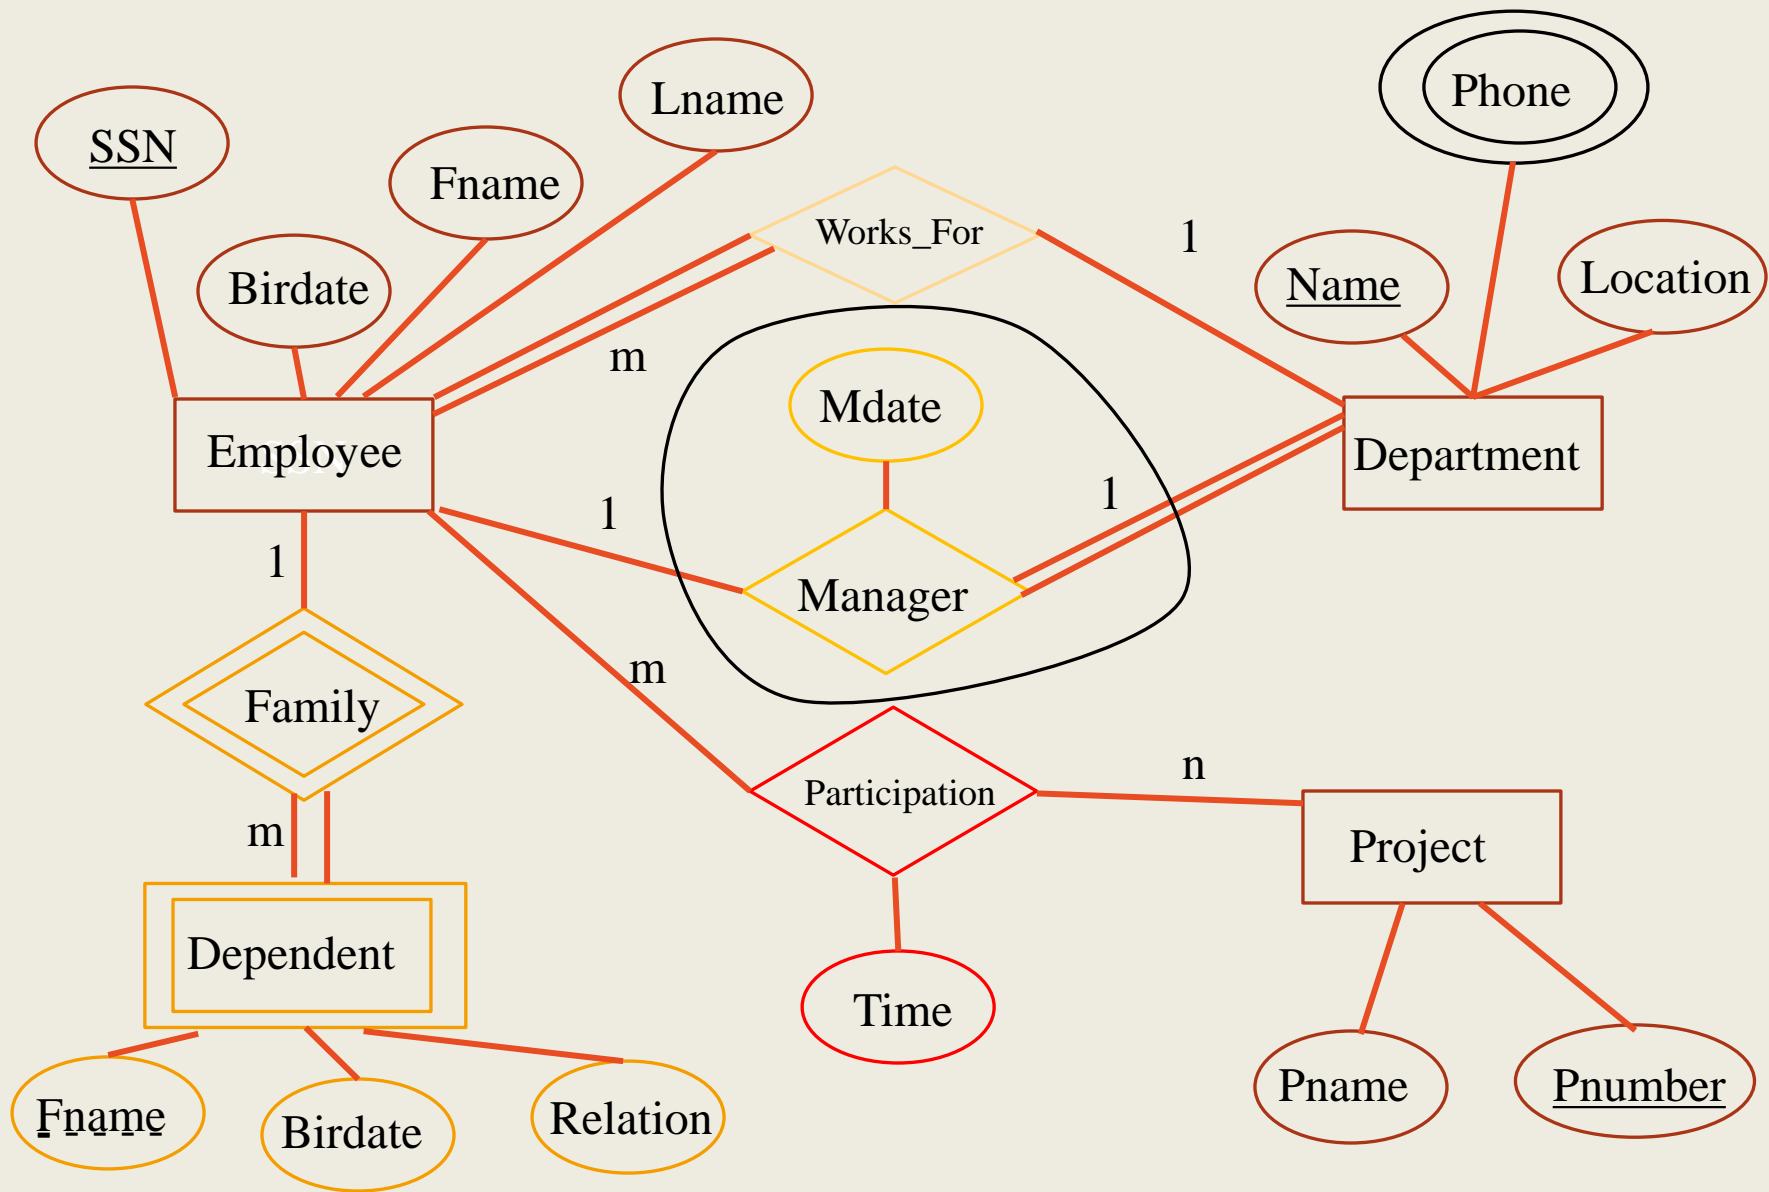 Lname
Phone
SSN
Fname
Works_For
1
Name
Location
Birdate
m
Mdate
Employee
Department
1
1
1
Manager
m
Family
n
Participation
m
Project
Dependent
Time
Fname
Birdate
Relation
Pname
Pnumber